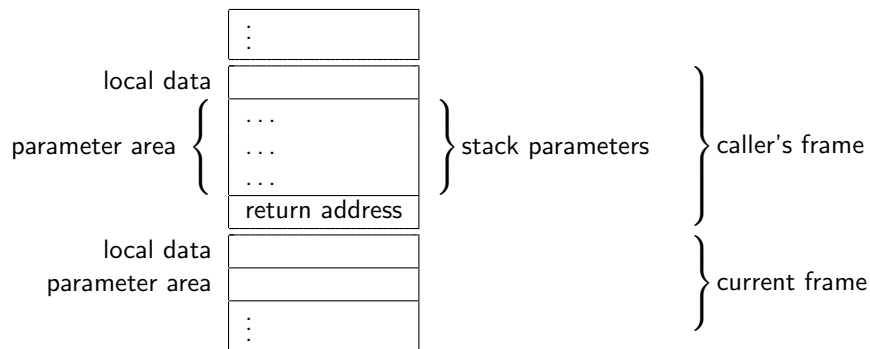 ⋮
local data
. . .
parameter area . . . stack parameters caller's frame
. . .
return address
local data
parameter area current frame
⋮